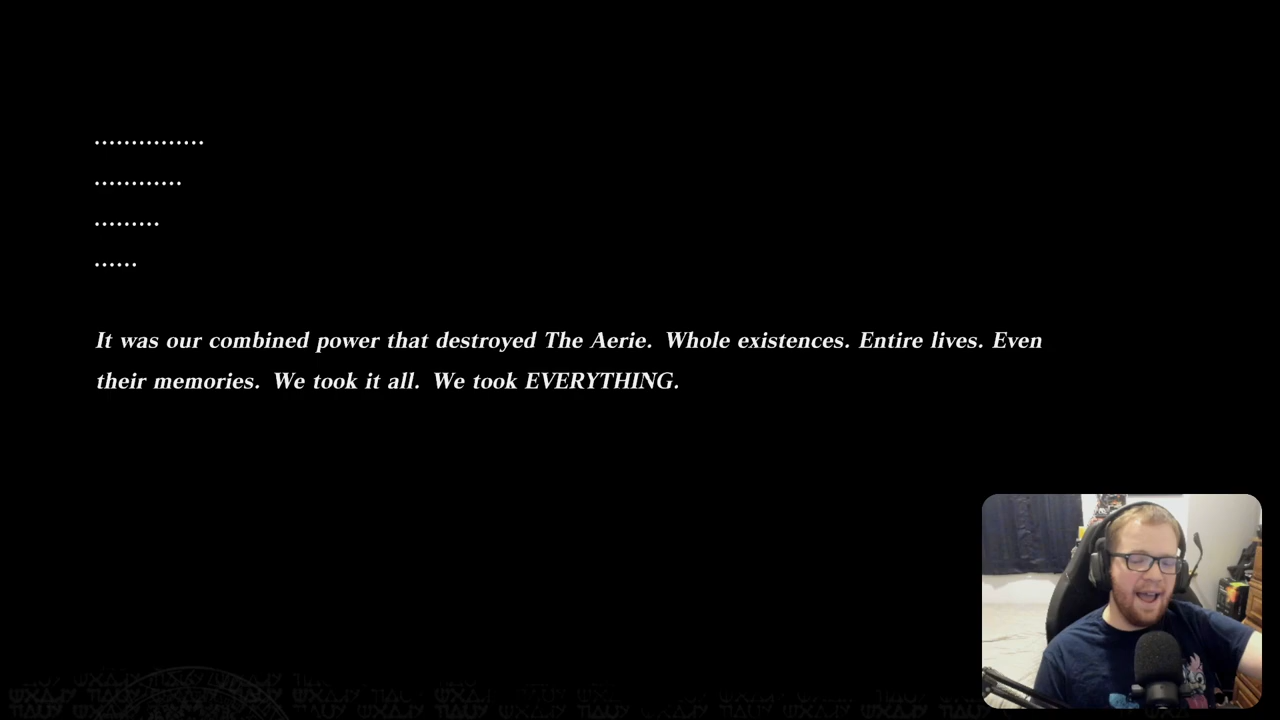 ...............
............
.........
......
It was our combined power that destroyed The Aerie. Whole existences. Entire lives. Even
their memories. We took it all. We took EVERYTHING.